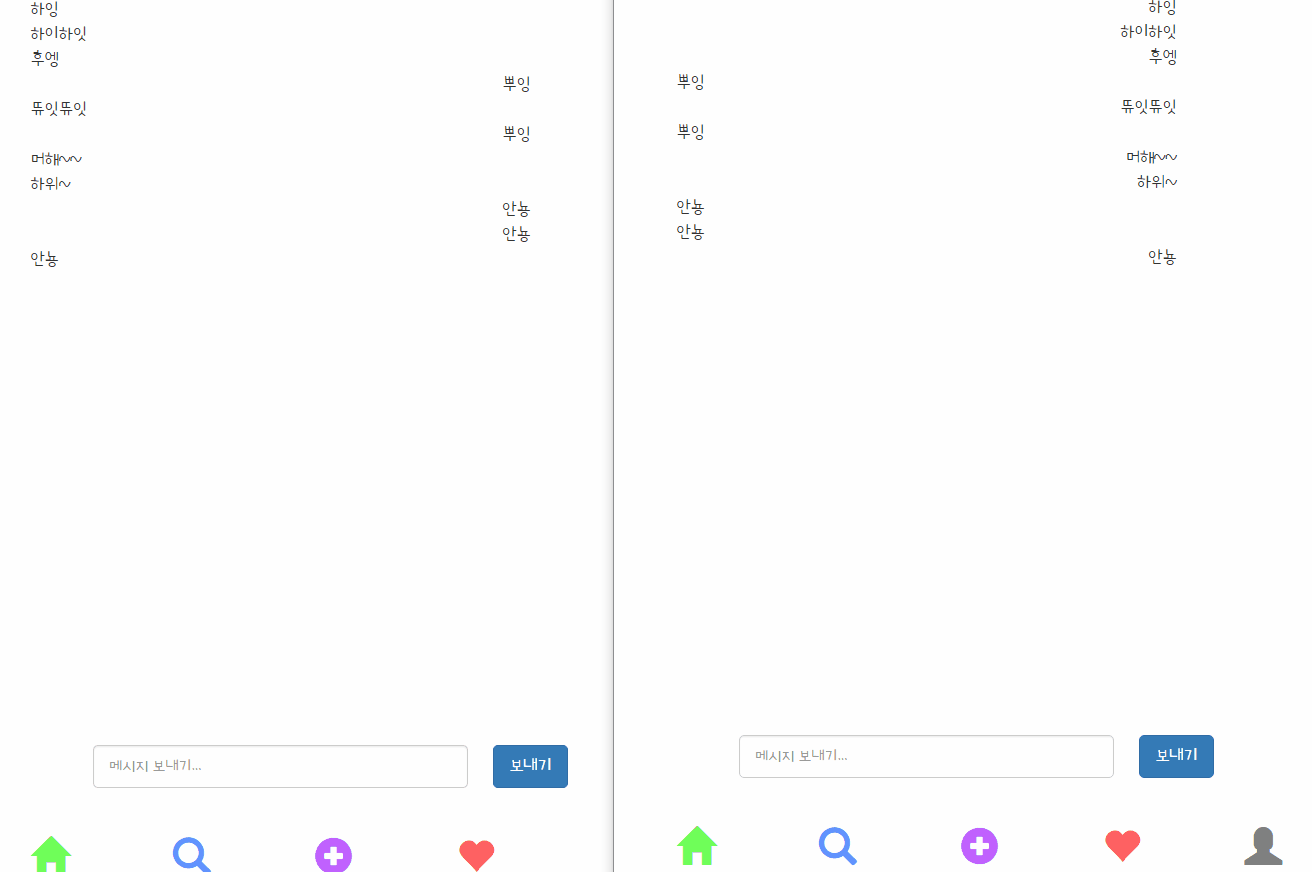 하잉
하이하잇
후엥
뿌잉
뜌잇뜌잇
뿌잉
머해~~
하위~
안뇽
안뇽
안뇽
메시지 보내기...
보내기
하잉
하이하잇
후엥
뿌잉
뜌잇뜌잇
뿌잉
머해~~
하위~
안뇽
안뇽
안뇽
메시지 보내기...
보내기